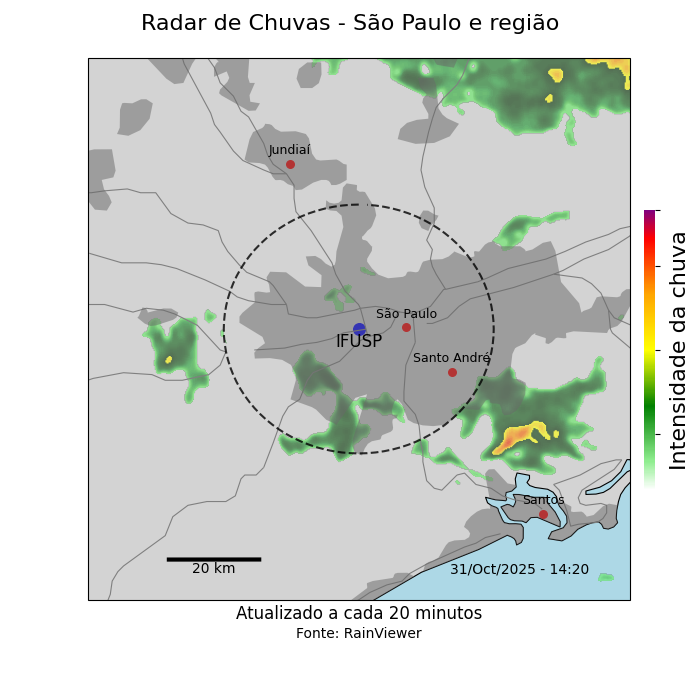 Radar de Chuvas - São Paulo e região
Jundiaí
São Paulo
IFUSP
Santo André
Santos
20 km
31/Oct/2025 - 14:20
Intensidade da chuva
Atualizado a cada 20 minutos
Fonte: RainViewer